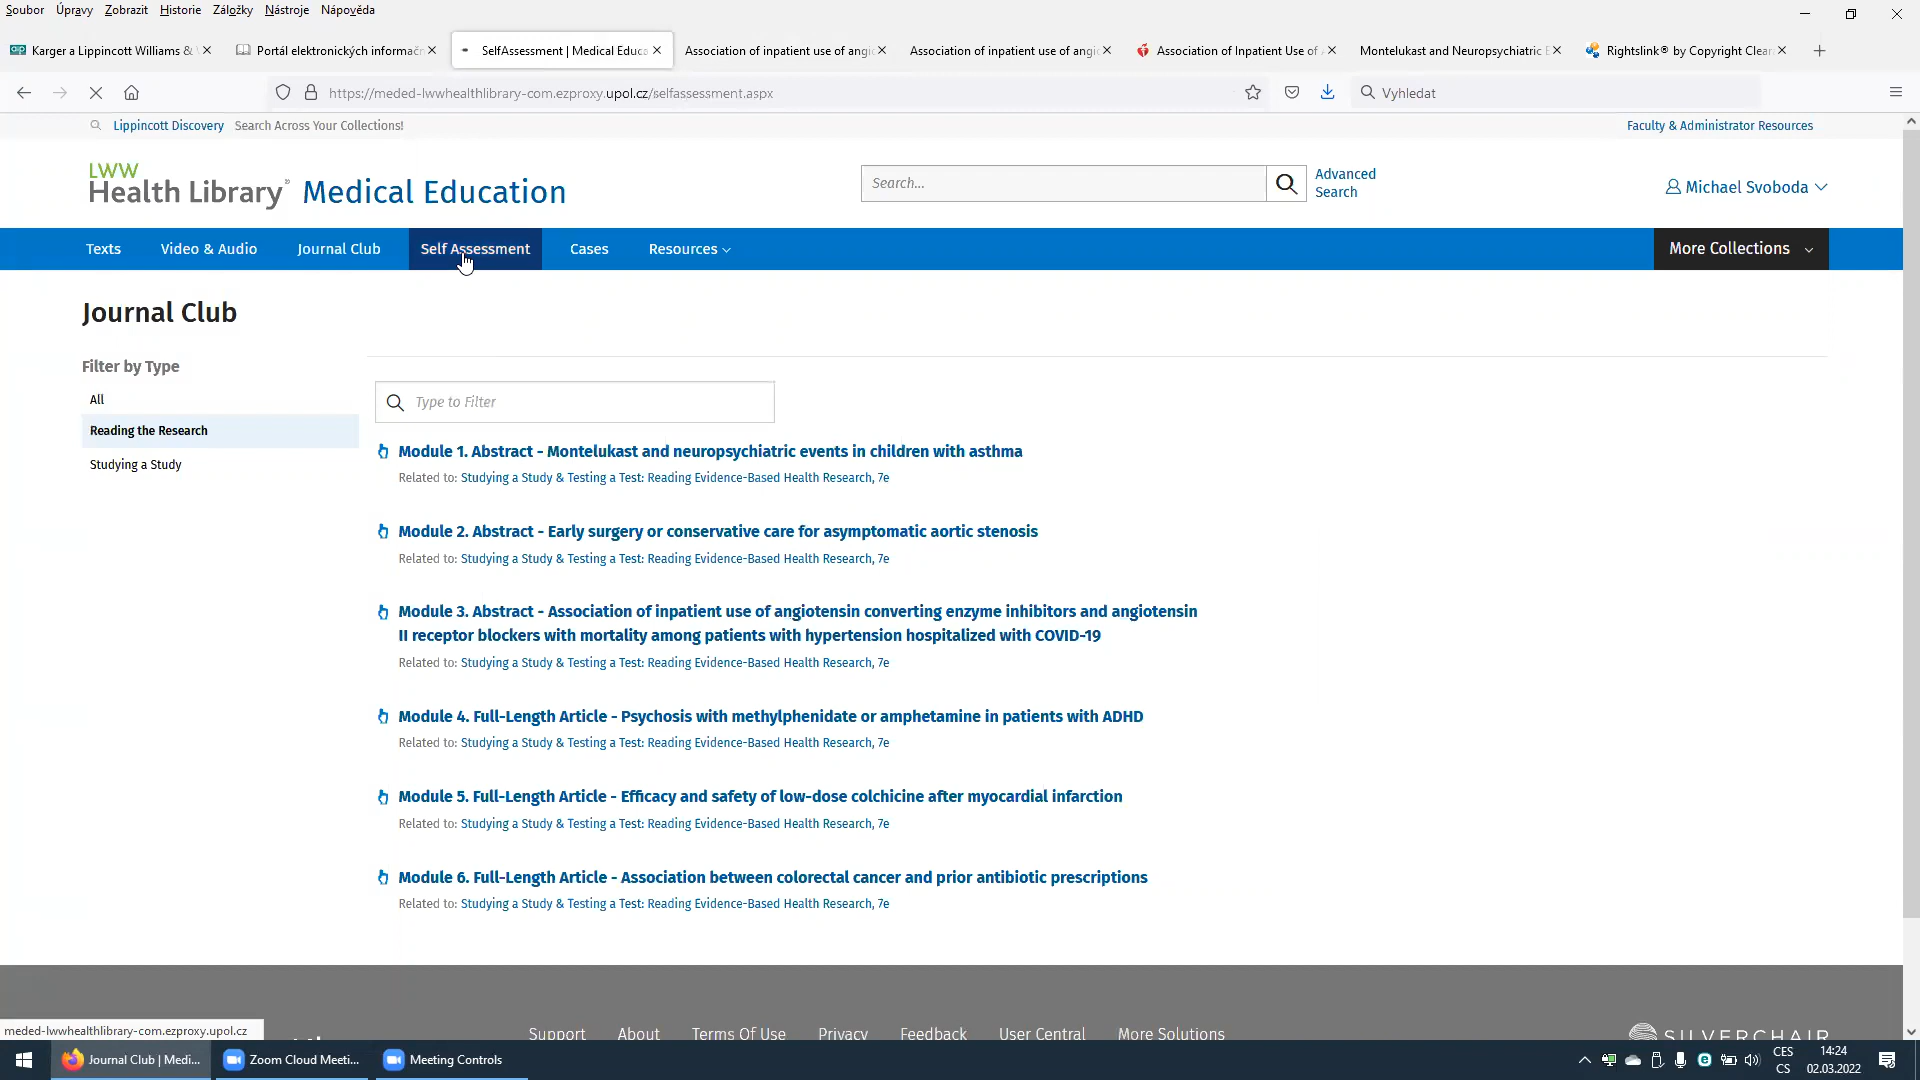 Soubor Úpravy Zobrazit Historie Záložky Nástroje Nápověda
Karger a Lippincott Williams & Portál elektronických informačn SelfAssessment | Medical Educa Association of inpatient use of angio Association of inpatient use of angio Association of Inpatient Use of A Montelukast and Neuropsychiatric E Rightslink® by Copyright Clear
https://meded-lwwhealthlibrary-com.ezproxy.upol.cz/selfassessment.aspx Vyhledat
Lippincott Discovery Search Across Your Collections! Faculty & Administrator Resources
LWW
Health Library® Medical Education
Search...
Advanced
Search
Michael Svoboda
Texts Video & Audio Journal Club Self Assessment Cases Resources More Collections
Journal Club
Filter by Type
All
Reading the Research
Studying a Study
Type to Filter
Module 1. Abstract - Montelukast and neuropsychiatric events in children with asthma
Related to: Studying a Study & Testing a Test: Reading Evidence-Based Health Research, 7e
Module 2. Abstract - Early surgery or conservative care for asymptomatic aortic stenosis
Related to: Studying a Study & Testing a Test: Reading Evidence-Based Health Research, 7e
Module 3. Abstract - Association of inpatient use of angiotensin converting enzyme inhibitors and angiotensin
II receptor blockers with mortality among patients with hypertension hospitalized with COVID-19
Related to: Studying a Study & Testing a Test: Reading Evidence-Based Health Research, 7e
Module 4. Full-Length Article - Psychosis with methylphenidate or amphetamine in patients with ADHD
Related to: Studying a Study & Testing a Test: Reading Evidence-Based Health Research, 7e
Module 5. Full-Length Article - Efficacy and safety of low-dose colchicine after myocardial infarction
Related to: Studying a Study & Testing a Test: Reading Evidence-Based Health Research, 7e
Module 6. Full-Length Article - Association between colorectal cancer and prior antibiotic prescriptions
Related to: Studying a Study & Testing a Test: Reading Evidence-Based Health Research, 7e
Support About Terms Of Use Privacy Feedback User Central More Solutions
SILVERCHAIR
meded-lwwhealthlibrary-com.ezproxy.upol.cz
Journal Club | Medi... Zoom Cloud Meeti... Meeting Controls
CES
CS
14:24
02.03.2022